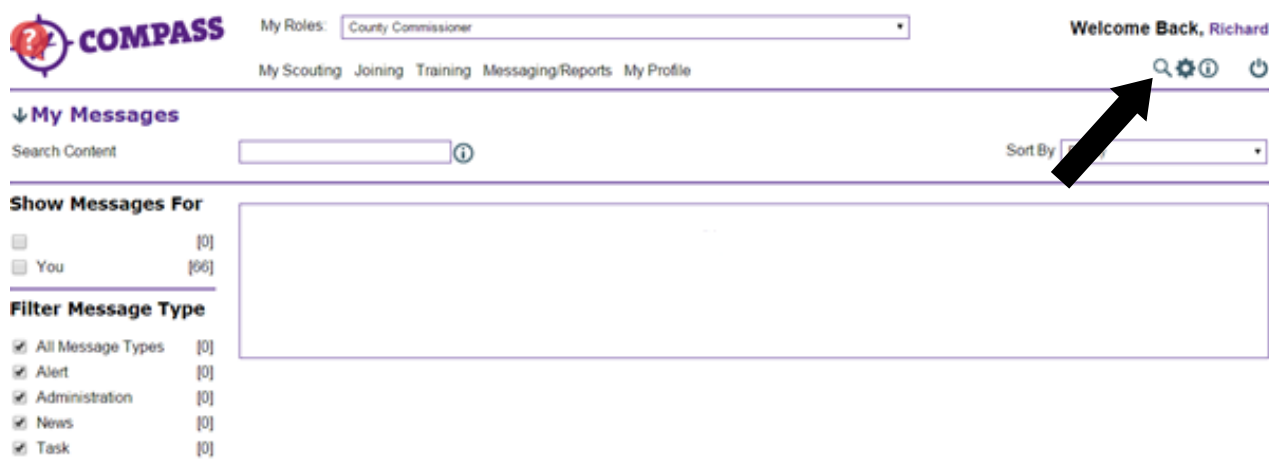 COMPASS
My Roles: County Commissioner
Welcome Back, Richard
My Scouting Joining Training Messaging/Reports My Profile
My Messages
Search Content
Sort By
Show Messages For
[0]
You [66]
Filter Message Type
All Message Types [0]
Alert [0]
Administration [0]
News [0]
Task [0]